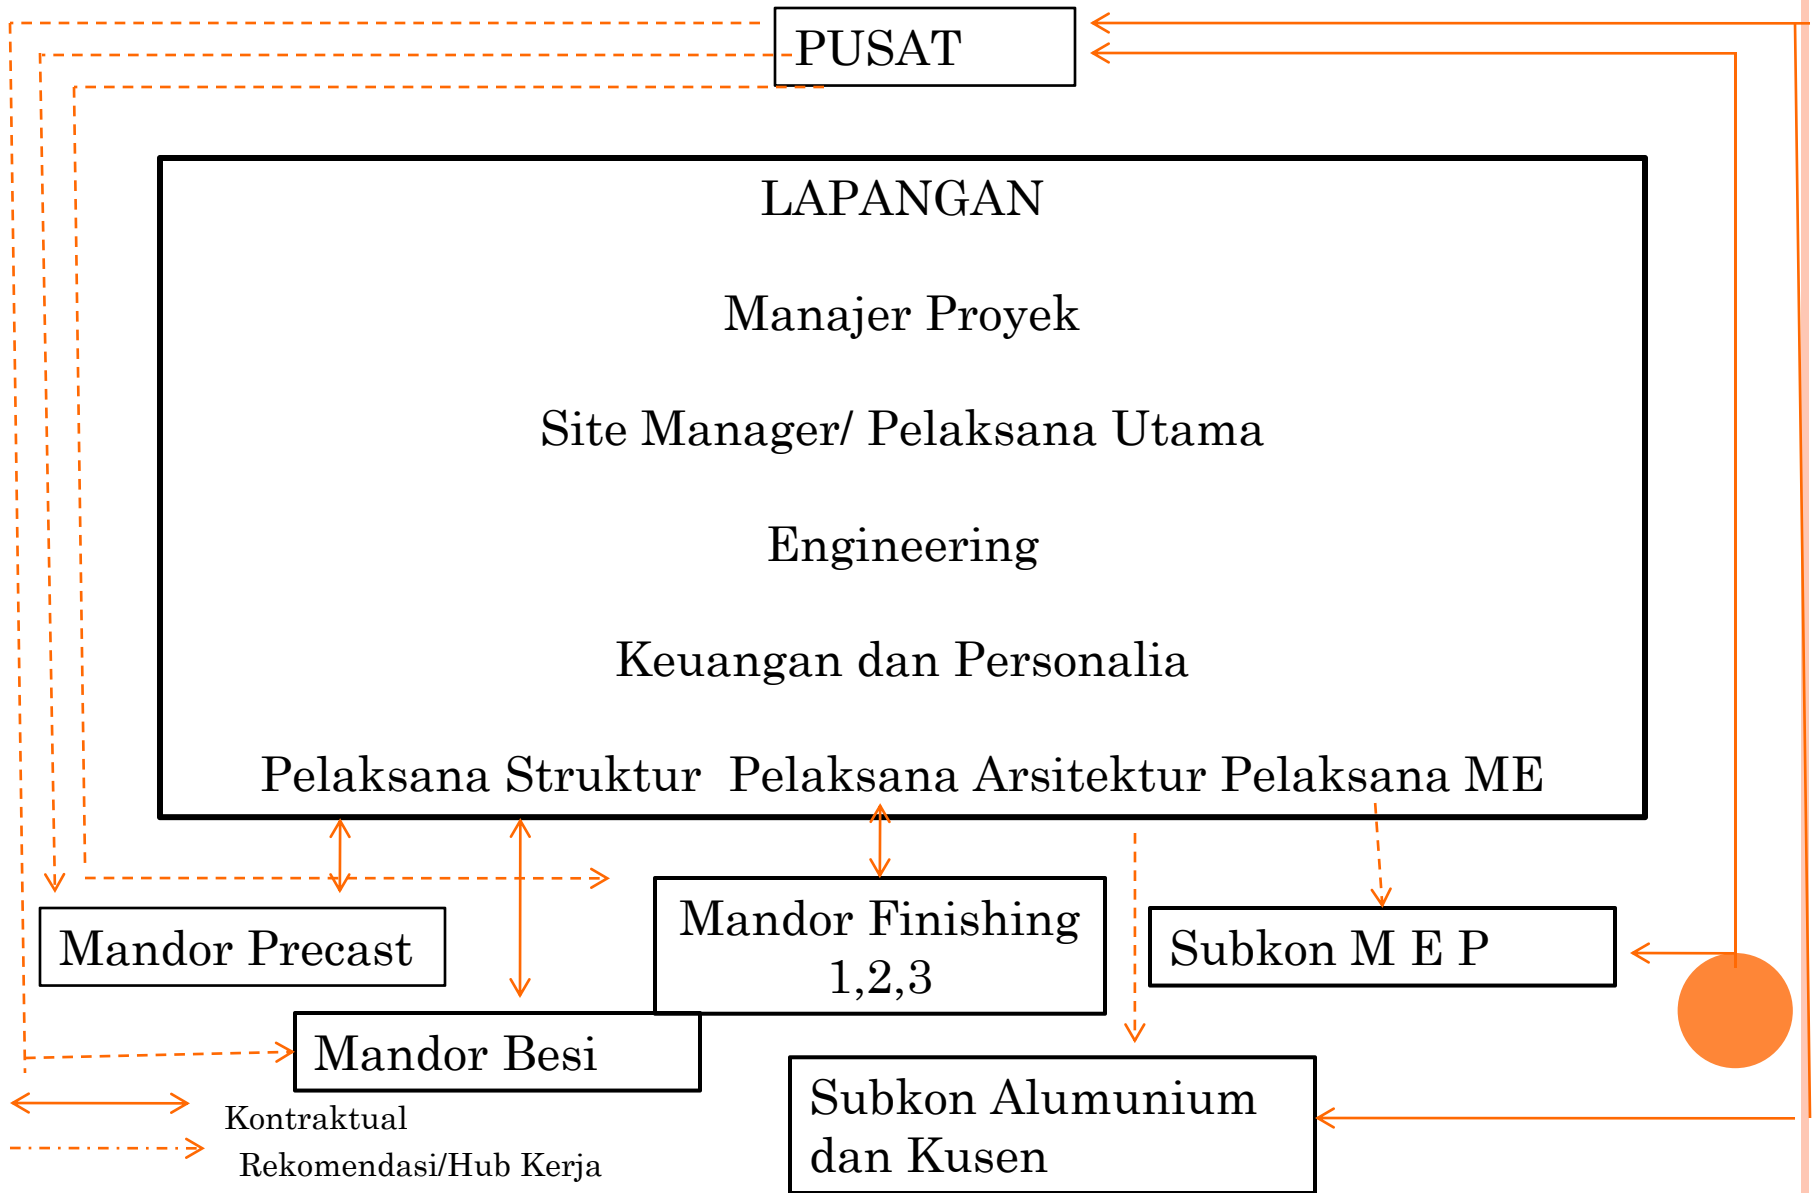 PUSAT
LAPANGAN
Manajer Proyek
Site Manager/ Pelaksana Utama
Engineering
Keuangan dan Personalia
Pelaksana Struktur  Pelaksana Arsitektur Pelaksana ME
Mandor Precast
Mandor Finishing
1,2,3
Subkon M E P
Mandor Besi
Subkon Alumunium
dan Kusen
Kontraktual
Rekomendasi/Hub Kerja